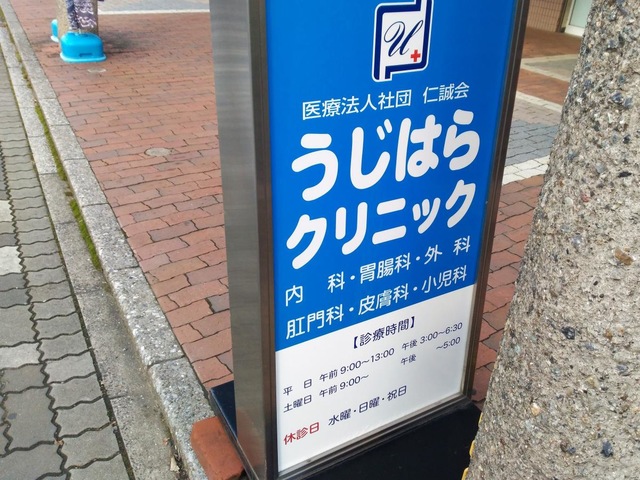 U
医療法人社団 仁誠会
うじはら
クリニック
内 科・胃腸科・外 科
肛門科・皮膚科・小児科
【診療時間】
平 日 午前 9:00〜13:00 午後 3:00〜6:30
土曜日 午前 9:00〜 午後 〜5:00
休診日 水曜・日曜・祝日